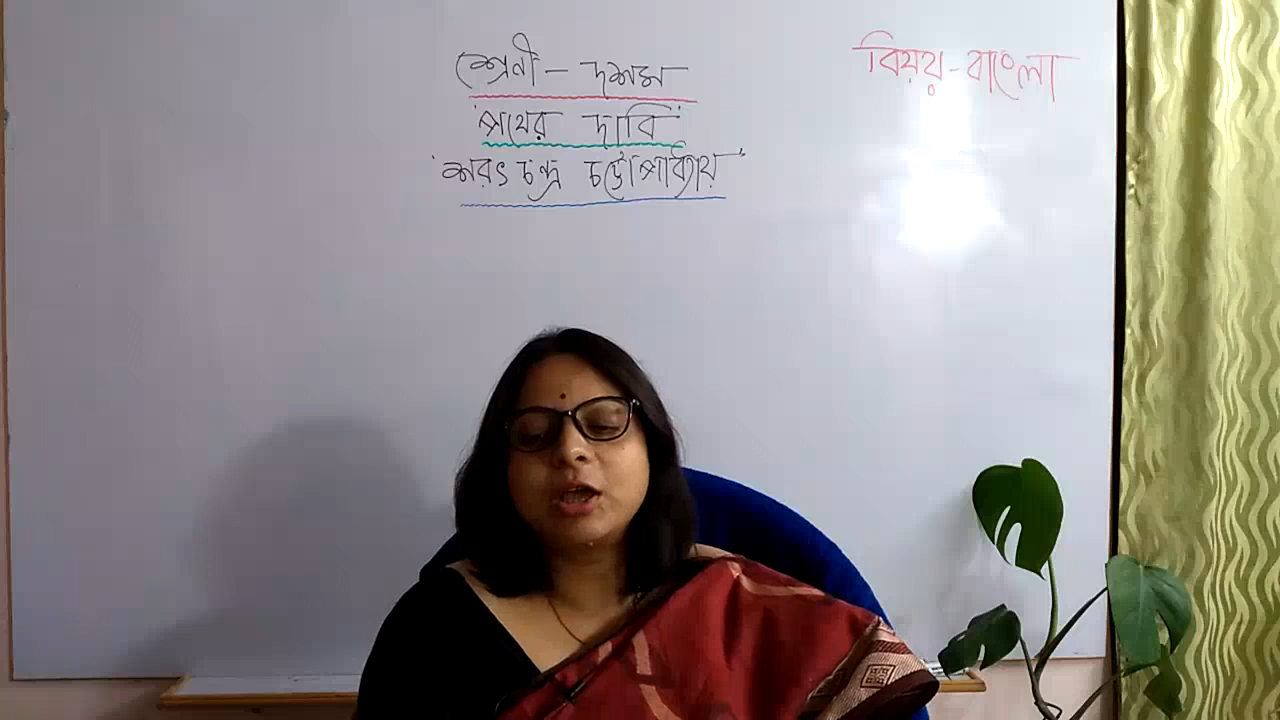 শ্রেণী - দশম
বিষয় - বাংলা
'পথের দাবি'
'শরৎ চন্দ্র চট্টোপাধ্যায়'